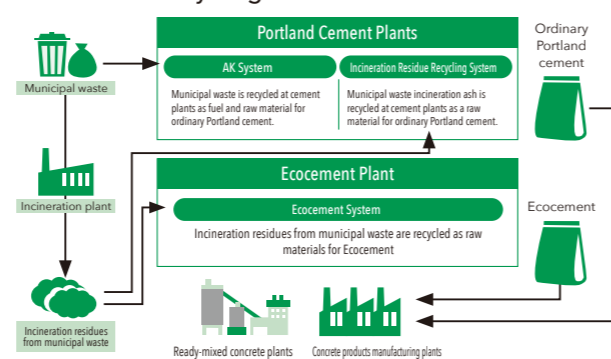 Municipal waste
Incineration plant
Incineration residues
from municipal waste
Portland Cement Plants
AK System
Municipal waste is recycled at cement
plants as fuel and raw material for
ordinary Portland cement.
Incineration Residue Recycling System
Municipal waste incineration ash is
recycled at cement plants as a raw
material for ordinary Portland cement.
Ecocement Plant
Ecocement System
Incineration residues from municipal waste are recycled as raw
materials for Ecocement
Ordinary
Portland
cement
Ecocement
Ready-mixed concrete plants
Concrete products manufacturing plants